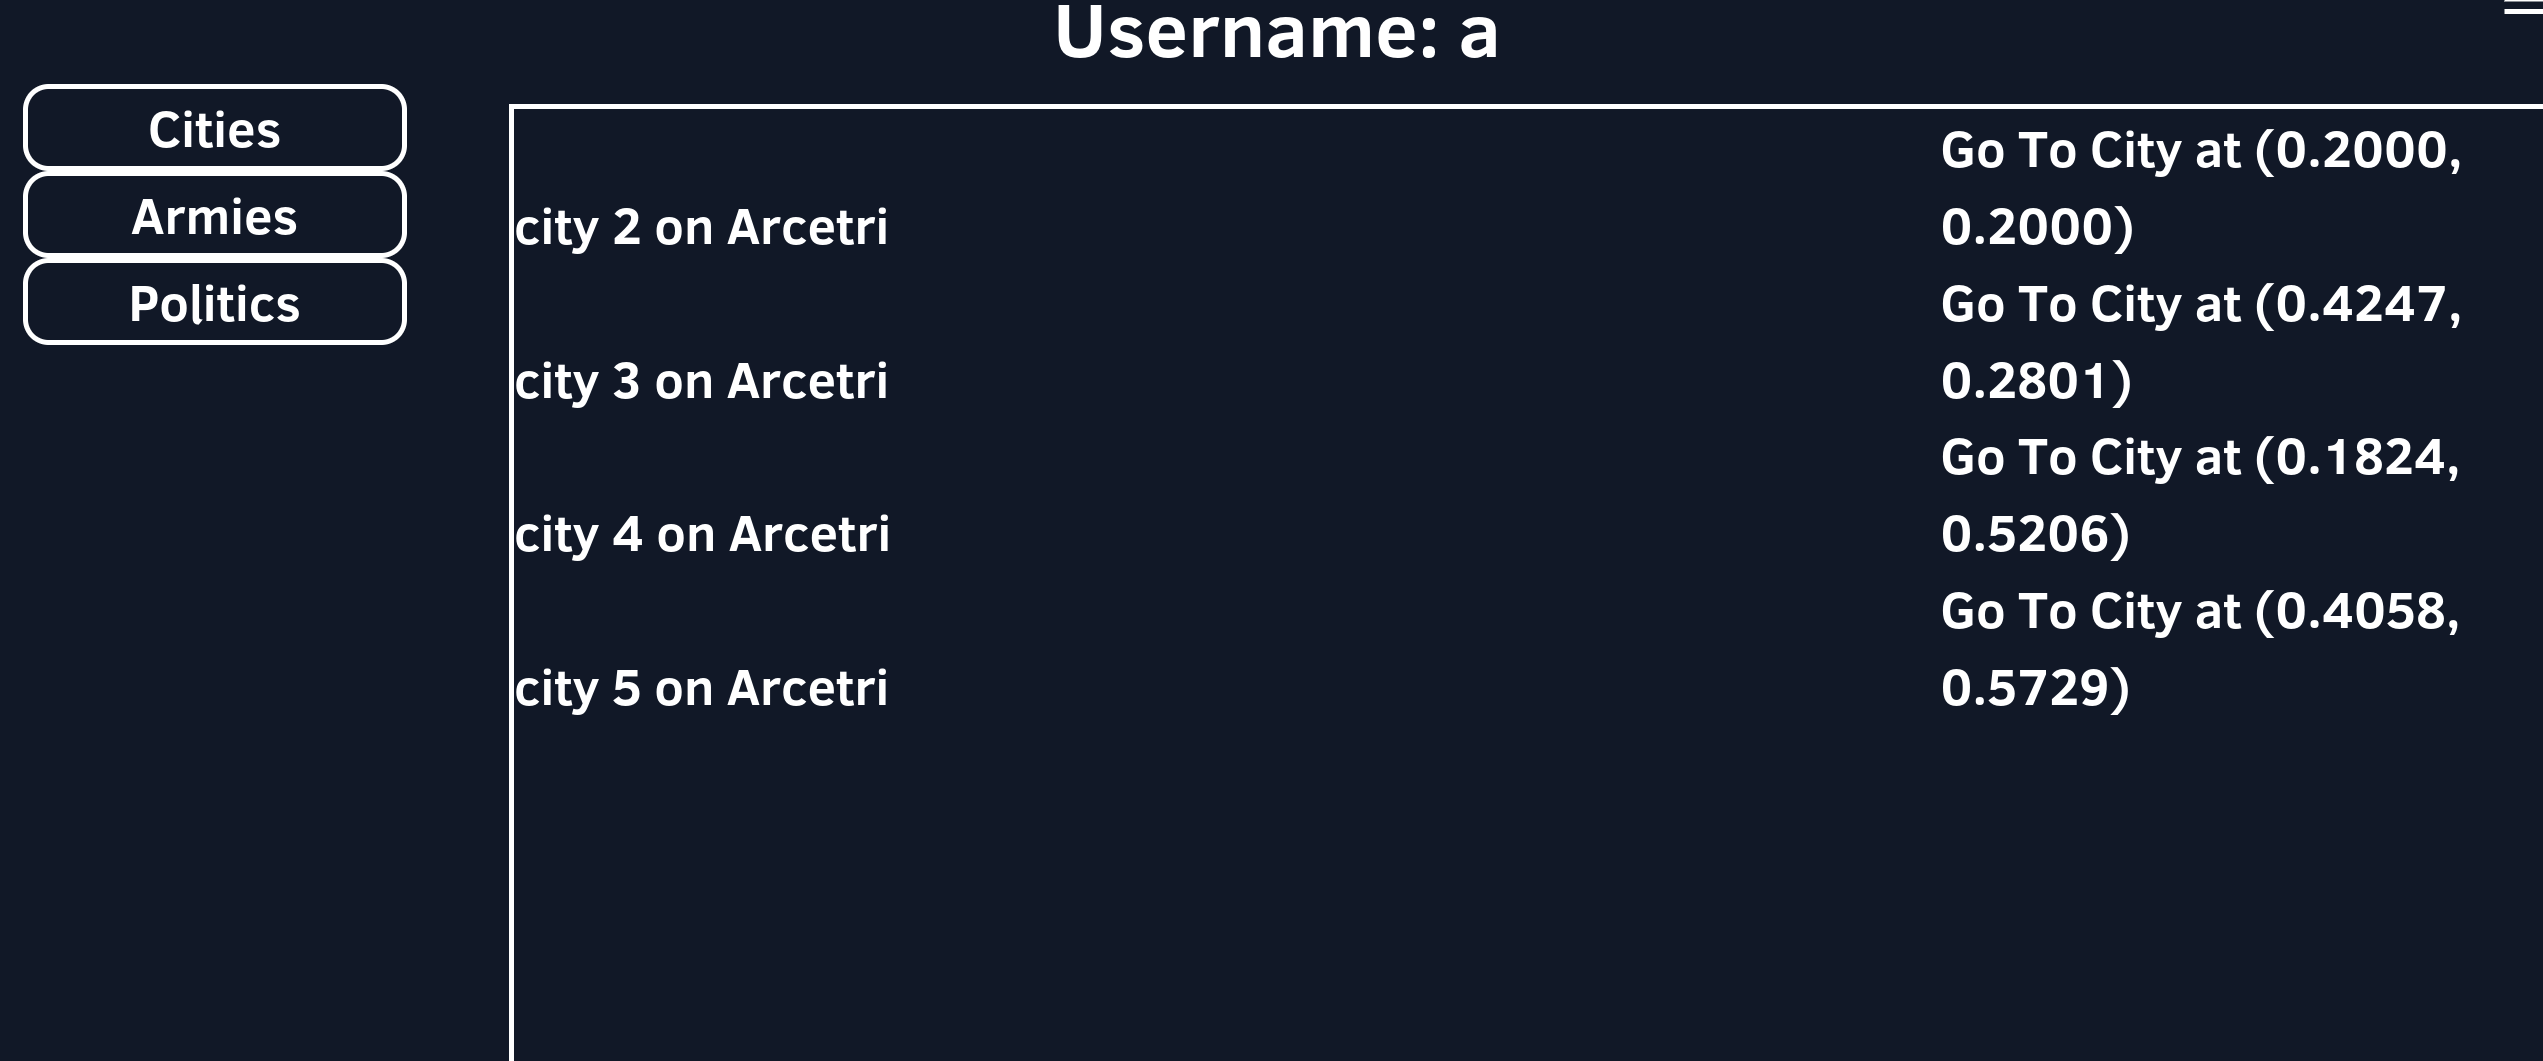 Username: a
Cities
Armies
Politics
Go To City at (0.2000,
city 2 on Arcetri 0.2000)
Go To City at (0.4247,
city 3 on Arcetri 0.2801)
Go To City at (0.1824,
city 4 on Arcetri 0.5206)
Go To City at (0.4058,
city 5 on Arcetri 0.5729)